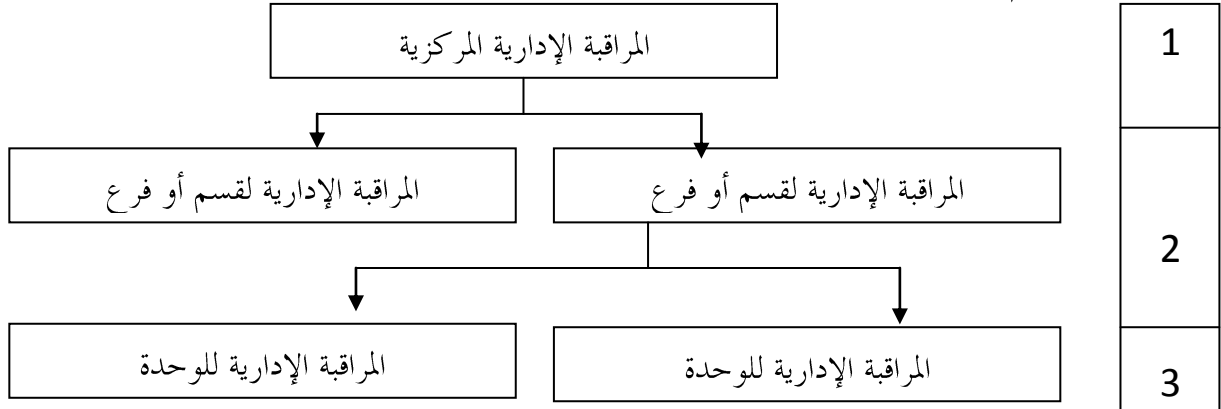 المراقبة الإدارية المركزية
1
المراقبة الإدارية لقسم أو فرع
المراقبة الإدارية لقسم أو فرع
2
المراقبة الإدارية للوحدة
المراقبة الإدارية للوحدة
3